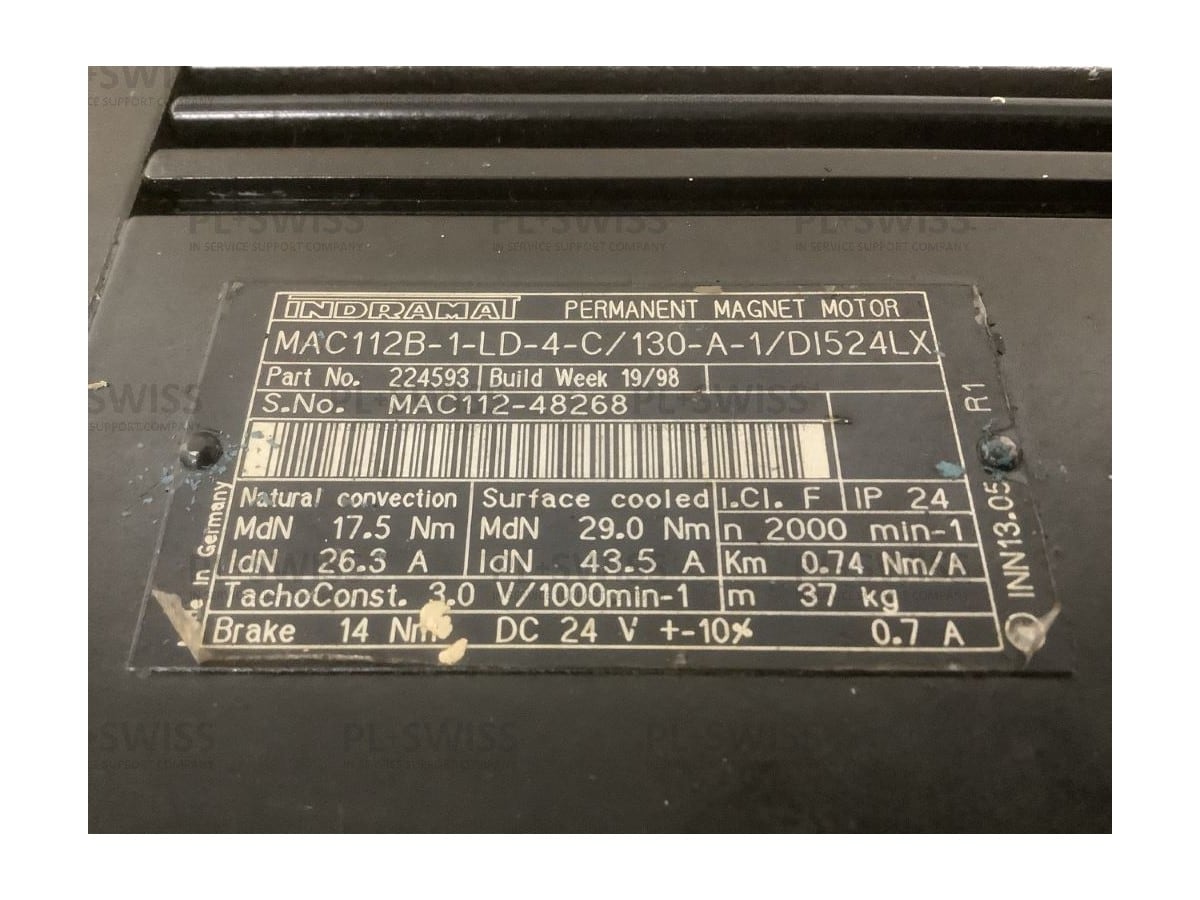 INDRAMAT PERMANENT MAGNET MOTOR
MAC112B-1-LD-4-C/130-A-1/DI524LX
Part No. 224593 Build Week 19/98
S.No. MAC112-48268
R1
Natural convection Surface cooled I.Cl. F IP 24
MdN 17.5 Nm MdN 29.0 Nm n 2000 min-1
IdN 26.3 A IdN 43.5 A Km 0.74 Nm/A
TachoConst. 3.0 V/1000min-1 m 37 kg
Brake 14 Nm DC 24 V +-10% 0.7 A
In Germany
INN13.05
PL+SWISS
IN SERVICE SUPPORT COMPANY